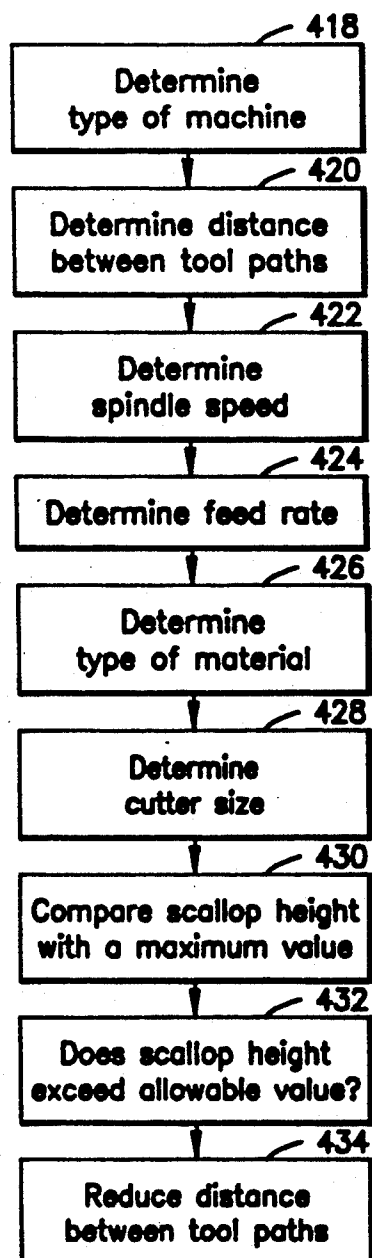 418
Determine
type of machine
420
Determine distance
between tool paths
422
Determine
spindle speed
424
Determine feed rate
426
Determine
type of material
428
Determine
cutter size
430
Compare scallop height
with a maximum value
432
Does scallop height
exceed allowable value?
434
Reduce distance
between tool paths